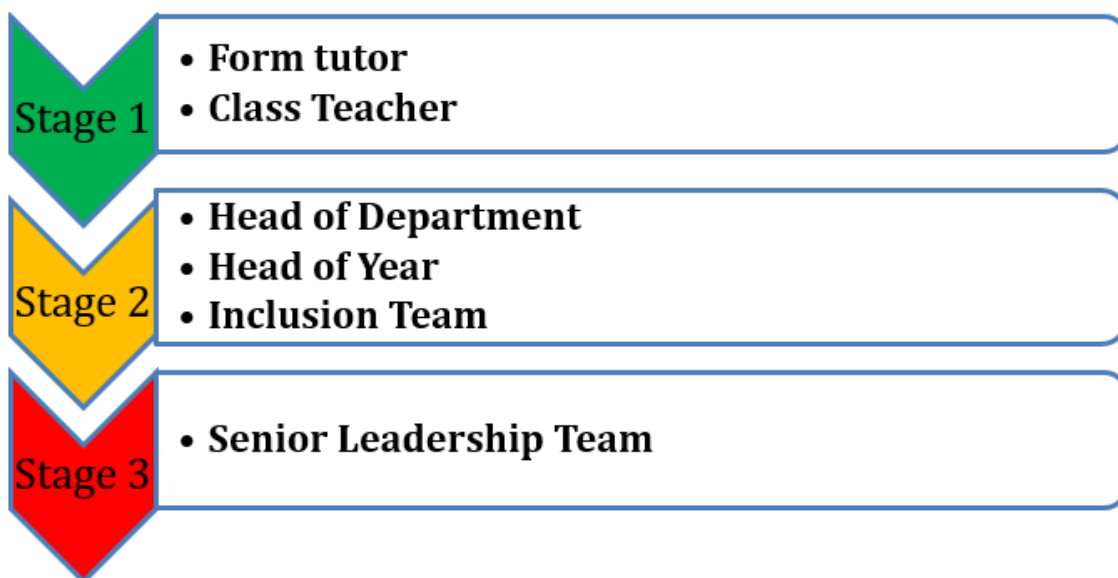 Stage 1
• Form tutor
• Class Teacher
Stage 2
• Head of Department
• Head of Year
• Inclusion Team
Stage 3
• Senior Leadership Team